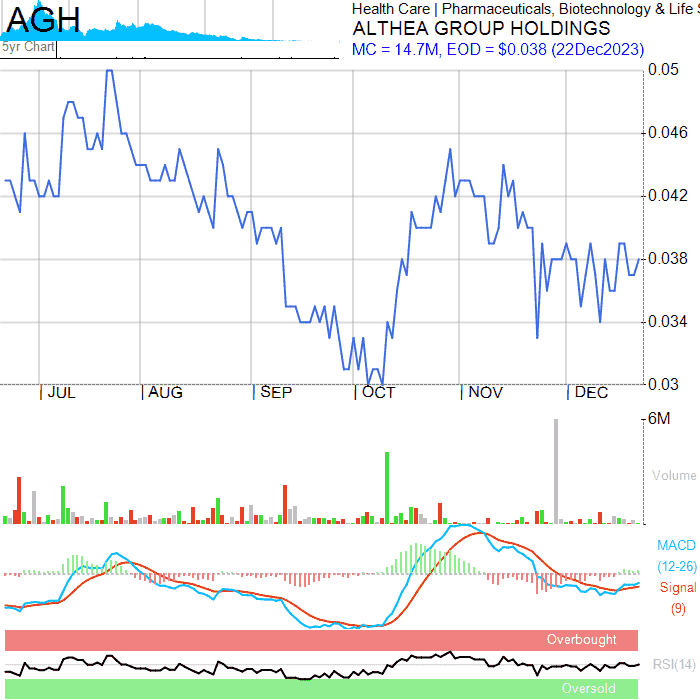 AGH
5yr Chart
Health Care | Pharmaceuticals, Biotechnology & Life
ALTHEA GROUP HOLDINGS
MC = 14.7M, EOD = $0.038 (22Dec2023)
0.05
0.046
0.042
0.038
0.034
0.03
| JUL
| AUG
| SEP
| OCT
| NOV
| DEC
6M
Volume
MACD
(12-26)
Signal
(9)
Overbought
RSI(14)
Oversold